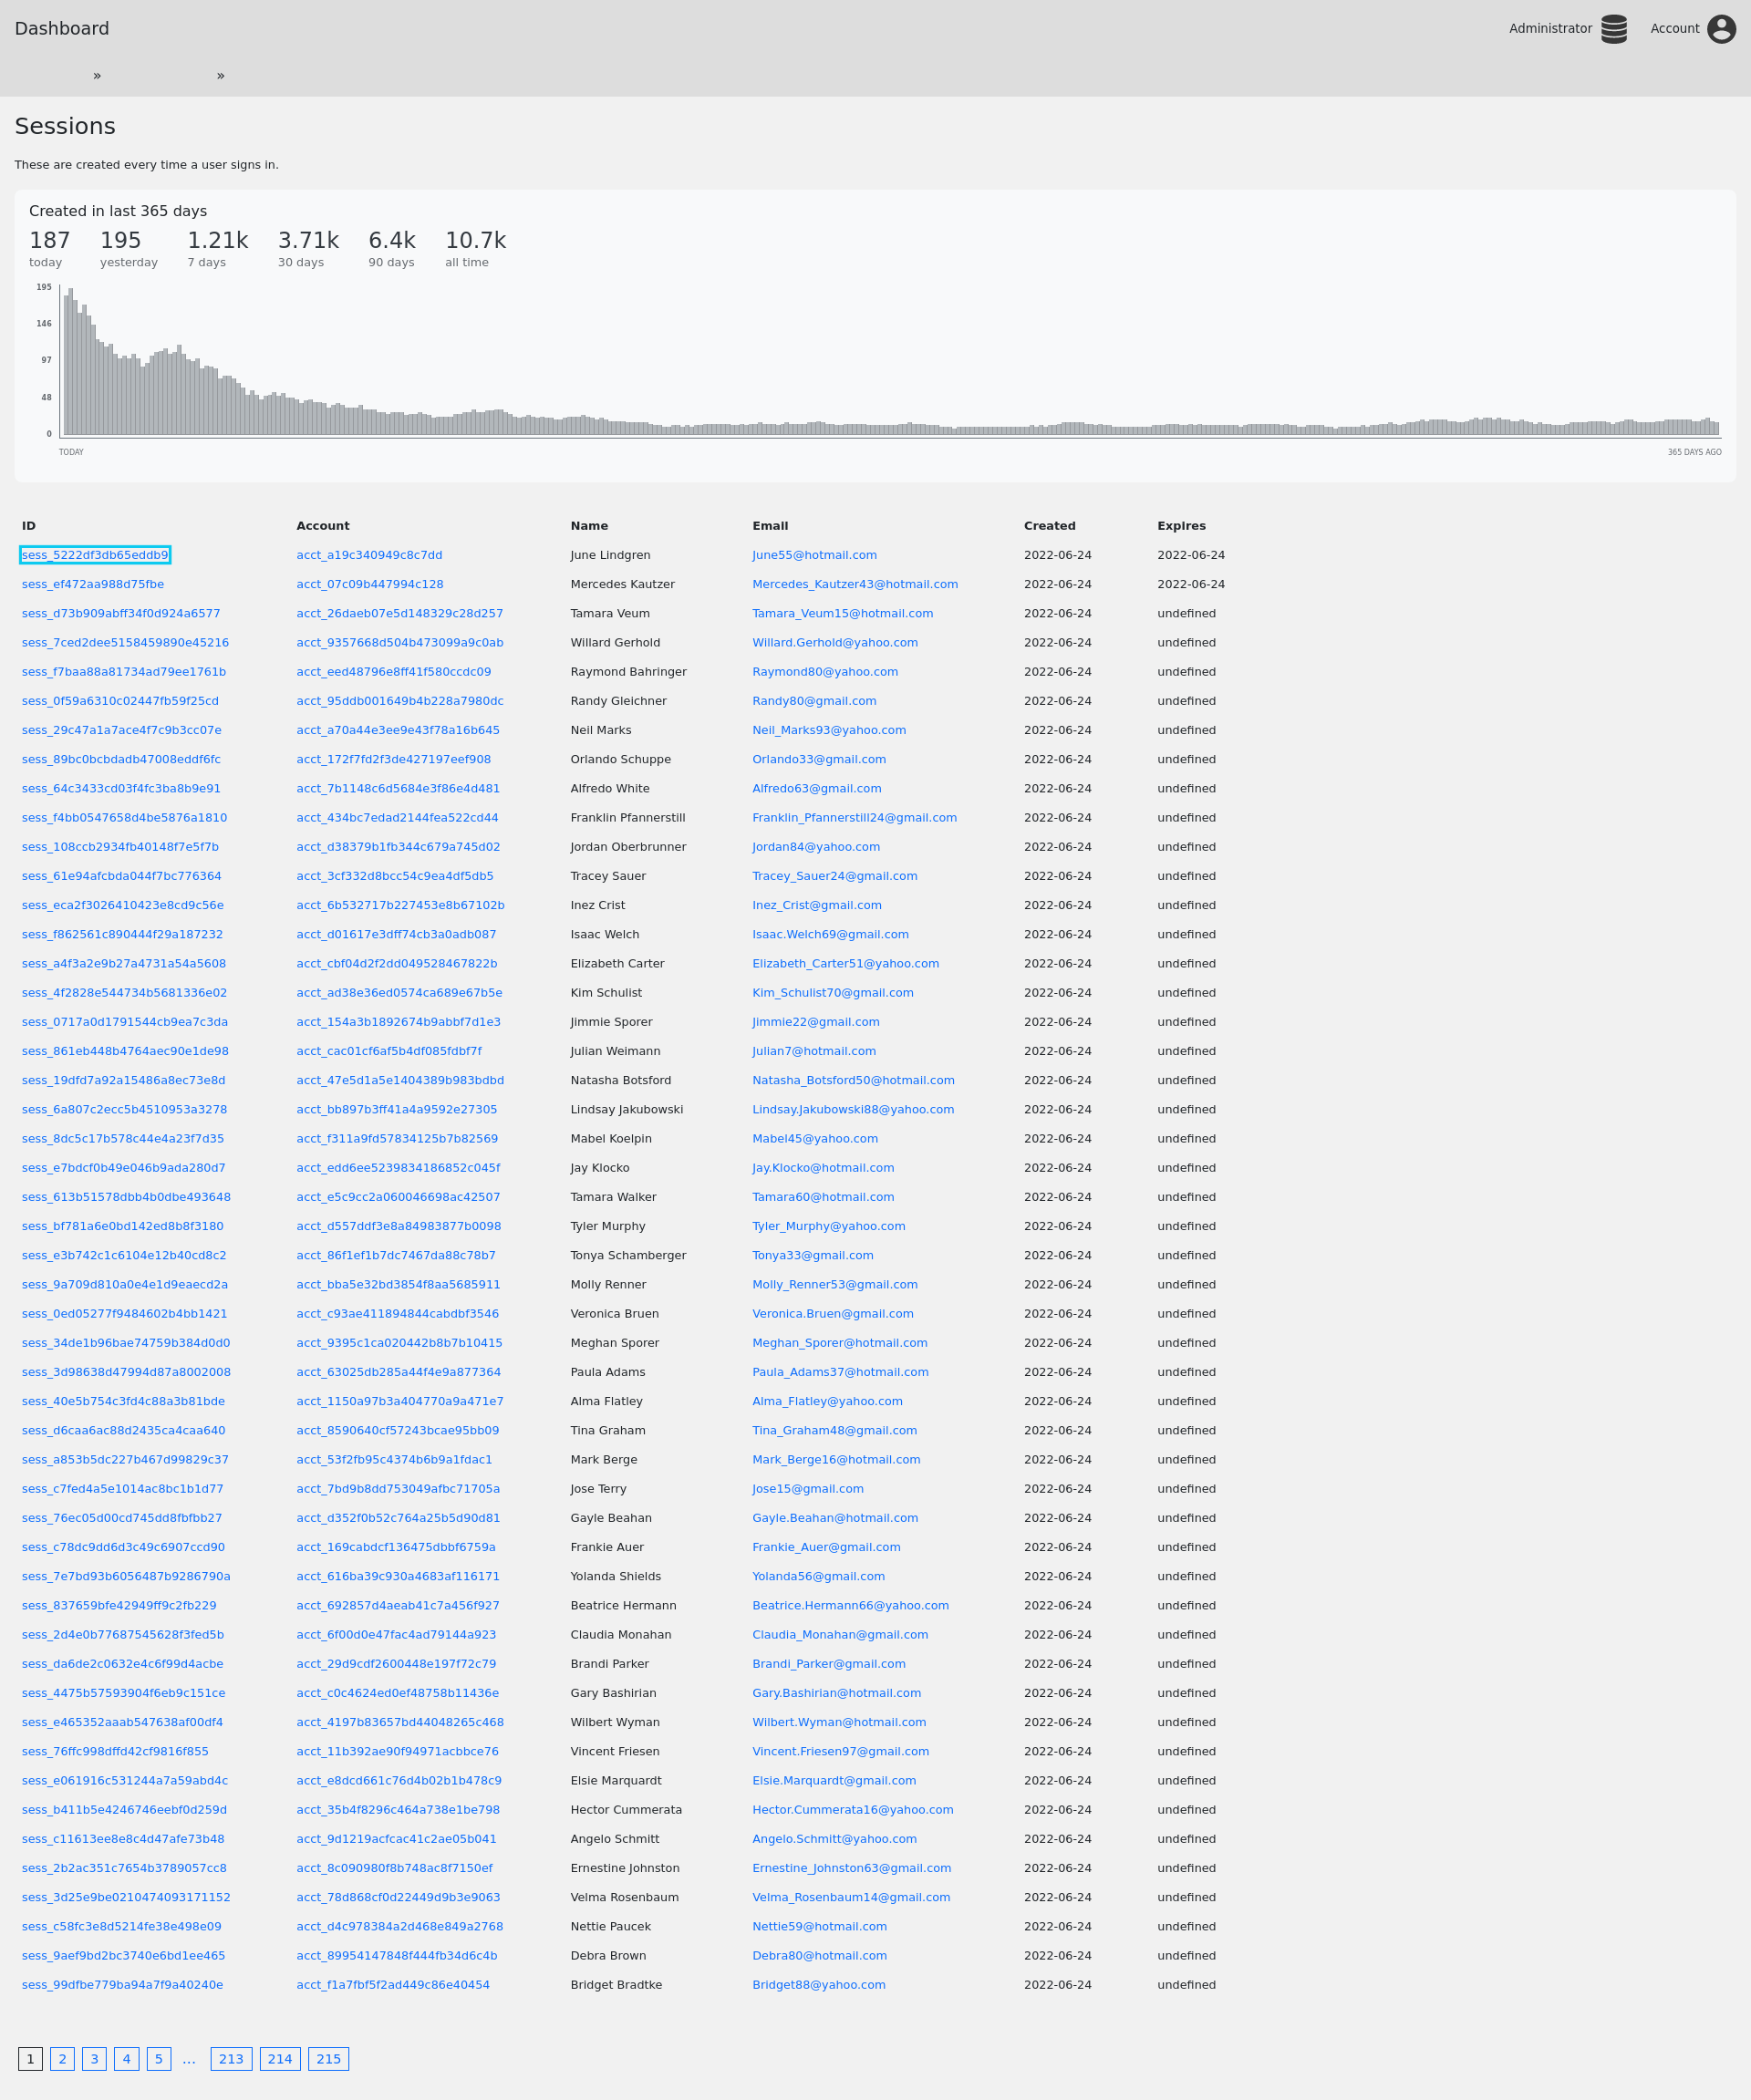 Dashboard
Administrator
Account
»
»
Sessions
These are created every time a user signs in.
Created in last 365 days
187 195 1.21k 3.71k 6.4k 10.7k
today yesterday 7 days 30 days 90 days all time
195
146
97
48
0
TODAY 365 DAYS AGO
ID Account Name Email Created Expires
sess_5222df3db65eddb9 acct_a19c340949c8c7dd June Lindgren June55@hotmail.com 2022-06-24 2022-06-24
sess_ef472aa988d75fbe acct_07c09b447994c128 Mercedes Kautzer Mercedes_Kautzer43@hotmail.com 2022-06-24 2022-06-24
sess_d73b909abff34f0d924a6577 acct_26daeb07e5d148329c28d257 Tamara Veum Tamara_Veum15@hotmail.com 2022-06-24 undefined
sess_7ced2dee5158459890e45216 acct_9357668d504b473099a9c0ab Willard Gerhold Willard.Gerhold@yahoo.com 2022-06-24 undefined
sess_f7baa88a81734ad79ee1761b acct_eed48796e8ff41f580ccdc09 Raymond Bahringer Raymond80@yahoo.com 2022-06-24 undefined
sess_0f59a6310c02447fb59f25cd acct_95ddb001649b4b228a7980dc Randy Gleichner Randy80@gmail.com 2022-06-24 undefined
sess_29c47a1a7ace4f7c9b3cc07e acct_a70a44e3ee9e43f78a16b645 Neil Marks Neil_Marks93@yahoo.com 2022-06-24 undefined
sess_89bc0bcbdadb47008eddf6fc acct_172f7fd2f3de427197eef908 Orlando Schuppe Orlando33@gmail.com 2022-06-24 undefined
sess_64c3433cd03f4fc3ba8b9e91 acct_7b1148c6d5684e3f86e4d481 Alfredo White Alfredo63@gmail.com 2022-06-24 undefined
sess_f4bb0547658d4be5876a1810 acct_434bc7edad2144fea522cd44 Franklin Pfannerstill Franklin_Pfannerstill24@gmail.com 2022-06-24 undefined
sess_108ccb2934fb40148f7e5f7b acct_d38379b1fb344c679a745d02 Jordan Oberbrunner Jordan84@yahoo.com 2022-06-24 undefined
sess_61e94afcbda044f7bc776364 acct_3cf332d8bcc54c9ea4df5db5 Tracey Sauer Tracey_Sauer24@gmail.com 2022-06-24 undefined
sess_eca2f3026410423e8cd9c56e acct_6b532717b227453e8b67102b Inez Crist Inez_Crist@gmail.com 2022-06-24 undefined
sess_f862561c890444f29a187232 acct_d01617e3dff74cb3a0adb087 Isaac Welch Isaac.Welch69@gmail.com 2022-06-24 undefined
sess_a4f3a2e9b27a4731a54a5608 acct_cbf04d2f2dd049528467822b Elizabeth Carter Elizabeth_Carter51@yahoo.com 2022-06-24 undefined
sess_4f2828e544734b5681336e02 acct_ad38e36ed0574ca689e67b5e Kim Schulist Kim_Schulist70@gmail.com 2022-06-24 undefined
sess_0717a0d1791544cb9ea7c3da acct_154a3b1892674b9abbf7d1e3 Jimmie Sporer Jimmie22@gmail.com 2022-06-24 undefined
sess_861eb448b4764aec90e1de98 acct_cac01cf6af5b4df085fdbf7f Julian Weimann Julian7@hotmail.com 2022-06-24 undefined
sess_19dfd7a92a15486a8ec73e8d acct_47e5d1a5e1404389b983bdbd Natasha Botsford Natasha_Botsford50@hotmail.com 2022-06-24 undefined
sess_6a807c2ecc5b4510953a3278 acct_bb897b3ff41a4a9592e27305 Lindsay Jakubowski Lindsay.Jakubowski88@yahoo.com 2022-06-24 undefined
sess_8dc5c17b578c44e4a23f7d35 acct_f311a9fd57834125b7b82569 Mabel Koelpin Mabel45@yahoo.com 2022-06-24 undefined
sess_e7bdcf0b49e046b9ada280d7 acct_edd6ee5239834186852c045f Jay Klocko Jay.Klocko@hotmail.com 2022-06-24 undefined
sess_613b51578dbb4b0dbe493648 acct_e5c9cc2a060046698ac42507 Tamara Walker Tamara60@hotmail.com 2022-06-24 undefined
sess_bf781a6e0bd142ed8b8f3180 acct_d557ddf3e8a84983877b0098 Tyler Murphy Tyler_Murphy@yahoo.com 2022-06-24 undefined
sess_e3b742c1c6104e12b40cd8c2 acct_86f1ef1b7dc7467da88c78b7 Tonya Schamberger Tonya33@gmail.com 2022-06-24 undefined
sess_9a709d810a0e4e1d9eaecd2a acct_bba5e32bd3854f8aa5685911 Molly Renner Molly_Renner53@gmail.com 2022-06-24 undefined
sess_0ed05277f9484602b4bb1421 acct_c93ae411894844cabdbf3546 Veronica Bruen Veronica.Bruen@gmail.com 2022-06-24 undefined
sess_34de1b96bae74759b384d0d0 acct_9395c1ca020442b8b7b10415 Meghan Sporer Meghan_Sporer@hotmail.com 2022-06-24 undefined
sess_3d98638d47994d87a8002008 acct_63025db285a44f4e9a877364 Paula Adams Paula_Adams37@hotmail.com 2022-06-24 undefined
sess_40e5b754c3fd4c88a3b81bde acct_1150a97b3a404770a9a471e7 Alma Flatley Alma_Flatley@yahoo.com 2022-06-24 undefined
sess_d6caa6ac88d2435ca4caa640 acct_8590640cf57243bcae95bb09 Tina Graham Tina_Graham48@gmail.com 2022-06-24 undefined
sess_a853b5dc227b467d99829c37 acct_53f2fb95c4374b6b9a1fdac1 Mark Berge Mark_Berge16@hotmail.com 2022-06-24 undefined
sess_c7fed4a5e1014ac8bc1b1d77 acct_7bd9b8dd753049afbc71705a Jose Terry Jose15@gmail.com 2022-06-24 undefined
sess_76ec05d00cd745dd8fbfbb27 acct_d352f0b52c764a25b5d90d81 Gayle Beahan Gayle.Beahan@hotmail.com 2022-06-24 undefined
sess_c78dc9dd6d3c49c6907ccd90 acct_169cabdcf136475dbbf6759a Frankie Auer Frankie_Auer@gmail.com 2022-06-24 undefined
sess_7e7bd93b6056487b9286790a acct_616ba39c930a4683af116171 Yolanda Shields Yolanda56@gmail.com 2022-06-24 undefined
sess_837659bfe42949ff9c2fb229 acct_692857d4aeab41c7a456f927 Beatrice Hermann Beatrice.Hermann66@yahoo.com 2022-06-24 undefined
sess_2d4e0b77687545628f3fed5b acct_6f00d0e47fac4ad79144a923 Claudia Monahan Claudia_Monahan@gmail.com 2022-06-24 undefined
sess_da6de2c0632e4c6f99d4acbe acct_29d9cdf2600448e197f72c79 Brandi Parker Brandi_Parker@gmail.com 2022-06-24 undefined
sess_4475b57593904f6eb9c151ce acct_c0c4624ed0ef48758b11436e Gary Bashirian Gary.Bashirian@hotmail.com 2022-06-24 undefined
sess_e465352aaab547638af00df4 acct_4197b83657bd44048265c468 Wilbert Wyman Wilbert.Wyman@hotmail.com 2022-06-24 undefined
sess_76ffc998dffd42cf9816f855 acct_11b392ae90f94971acbbce76 Vincent Friesen Vincent.Friesen97@gmail.com 2022-06-24 undefined
sess_e061916c531244a7a59abd4c acct_e8dcd661c76d4b02b1b478c9 Elsie Marquardt Elsie.Marquardt@gmail.com 2022-06-24 undefined
sess_b411b5e4246746eebf0d259d acct_35b4f8296c464a738e1be798 Hector Cummerata Hector.Cummerata16@yahoo.com 2022-06-24 undefined
sess_c11613ee8e8c4d47afe73b48 acct_9d1219acfcac41c2ae05b041 Angelo Schmitt Angelo.Schmitt@yahoo.com 2022-06-24 undefined
sess_2b2ac351c7654b3789057cc8 acct_8c090980f8b748ac8f7150ef Ernestine Johnston Ernestine_Johnston63@gmail.com 2022-06-24 undefined
sess_3d25e9be0210474093171152 acct_78d868cf0d22449d9b3e9063 Velma Rosenbaum Velma_Rosenbaum14@gmail.com 2022-06-24 undefined
sess_c58fc3e8d5214fe38e498e09 acct_d4c978384a2d468e849a2768 Nettie Paucek Nettie59@hotmail.com 2022-06-24 undefined
sess_9aef9bd2bc3740e6bd1ee465 acct_89954147848f444fb34d6c4b Debra Brown Debra80@hotmail.com 2022-06-24 undefined
sess_99dfbe779ba94a7f9a40240e acct_f1a7fbf5f2ad449c86e40454 Bridget Bradtke Bridget88@yahoo.com 2022-06-24 undefined
1 2 3 4 5 … 213 214 215